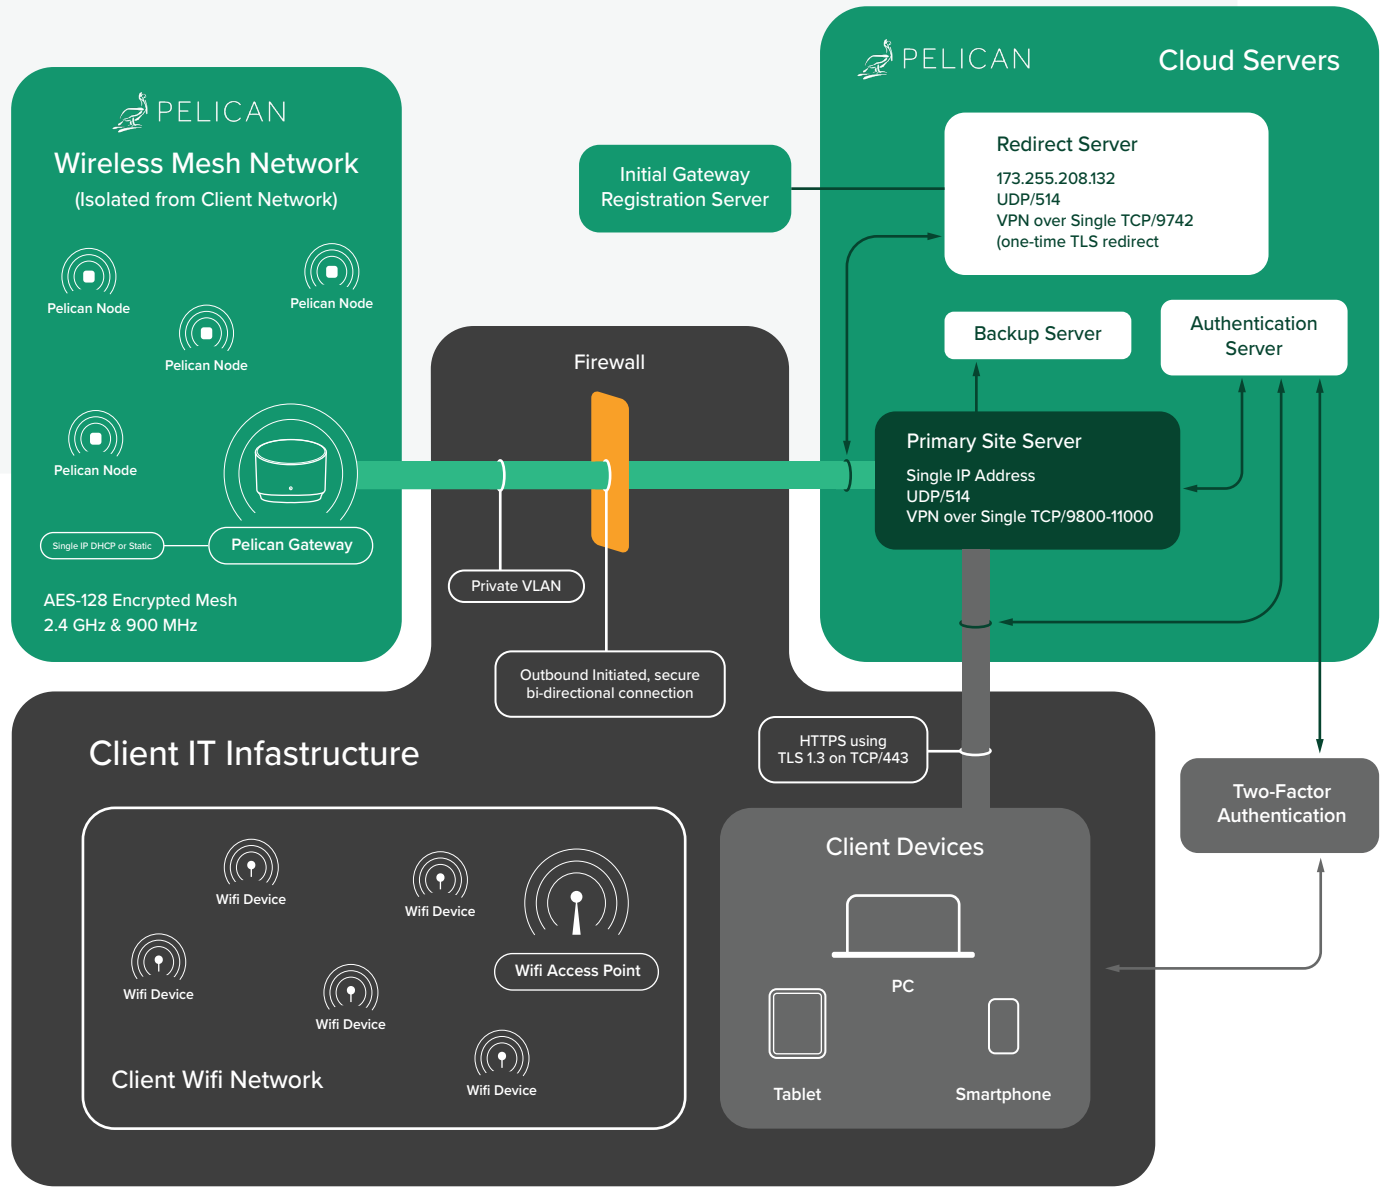 PELICAN
Wireless Mesh Network
(Isolated from Client Network)
Pelican Node
Pelican Node
Pelican Node
Pelican Node
Single IP DHCP or Static
Pelican Gateway
AES-128 Encrypted Mesh
2.4 GHz & 900 MHz
Initial Gateway
Registration Server
PELICAN
Cloud Servers
Redirect Server
173.255.208.132
UDP/514
VPN over Single TCP/9742
(one-time TLS redirect
Backup Server
Authentication
Server
Primary Site Server
Single IP Address
UDP/514
VPN over Single TCP/9800-11000
Firewall
Private VLAN
Outbound Initiated, secure
bi-directional connection
Client IT Infastructure
HTTPS using
TLS 1.3 on TCP/443
Two-Factor
Authentication
Wifi Device
Wifi Device
Wifi Device
Wifi Device
Wifi Device
Wifi Access Point
Client Wifi Network
Client Devices
PC
Tablet
Smartphone